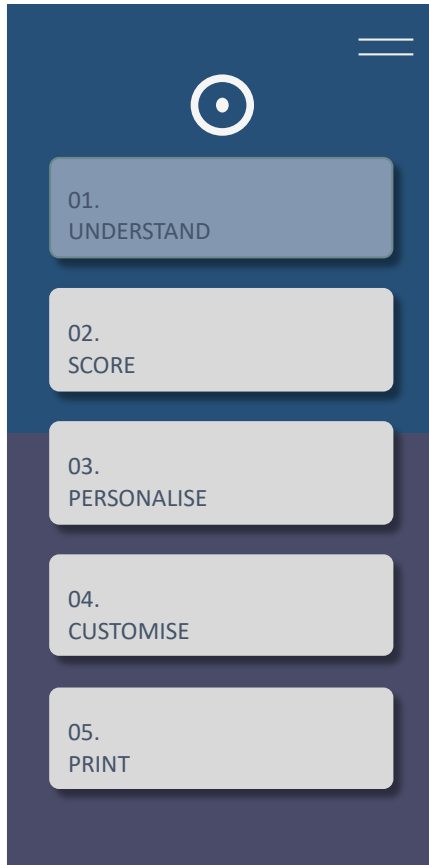 01.
UNDERSTAND
02.
SCORE
03.
PERSONALISE
04.
CUSTOMISE
05.
PRINT